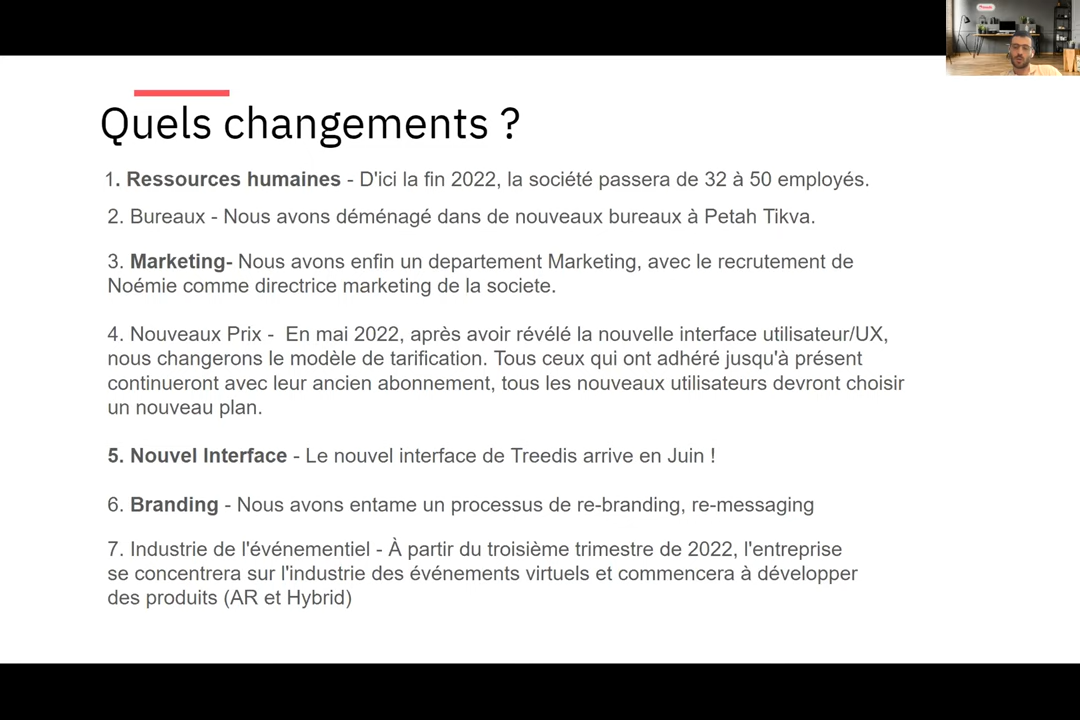 Quels changements ?
1. Ressources humaines - D'ici la fin 2022, la société passera de 32 à 50 employés.
2. Bureaux - Nous avons déménagé dans de nouveaux bureaux à Petah Tikva.
3. Marketing- Nous avons enfin un departement Marketing, avec le recrutement de
Noémie comme directrice marketing de la societe.
4. Nouveaux Prix -  En mai 2022, après avoir révélé la nouvelle interface utilisateur/UX,
nous changerons le modèle de tarification. Tous ceux qui ont adhéré jusqu'à présent
continueront avec leur ancien abonnement, tous les nouveaux utilisateurs devront choisir
un nouveau plan.
5. Nouvel Interface - Le nouvel interface de Treedis arrive en Juin !
6. Branding - Nous avons entame un processus de re-branding, re-messaging
7. Industrie de l'événementiel - À partir du troisième trimestre de 2022, l'entreprise
se concentrera sur l'industrie des événements virtuels et commencera à développer
des produits (AR et Hybrid)